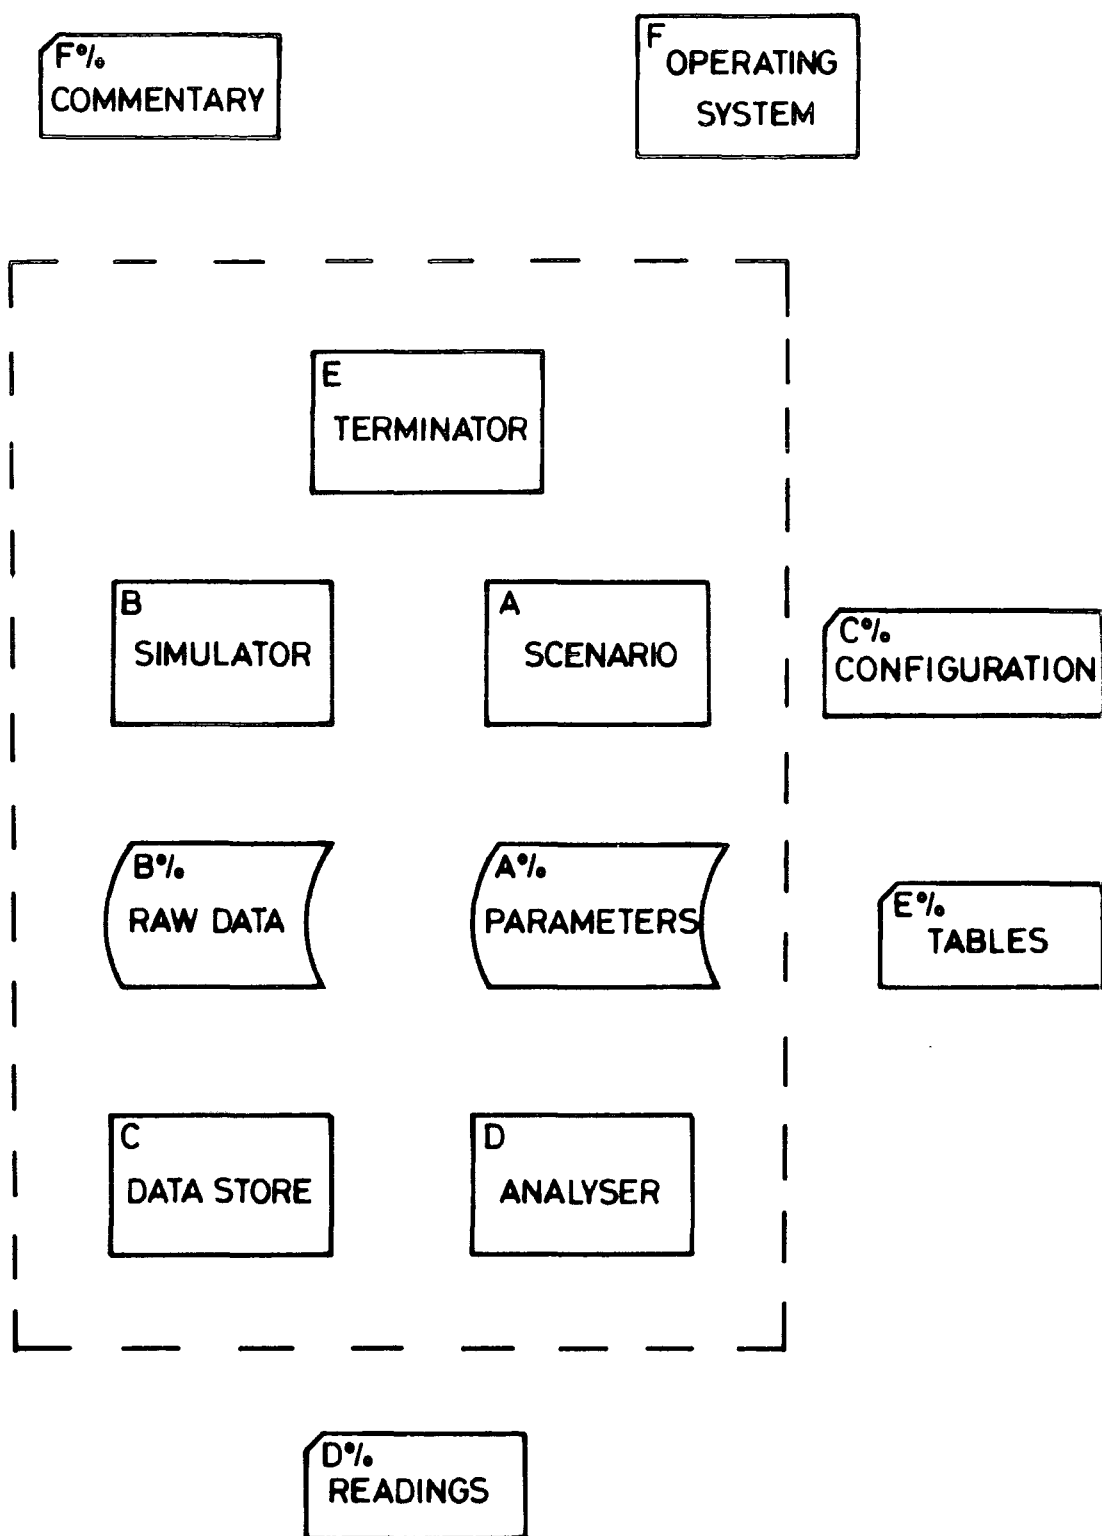 F%
COMMENTARY
F
OPERATING
SYSTEM
E
TERMINATOR
B
SIMULATOR
A
SCENARIO
C%
CONFIGURATION
B%
RAW DATA
A%
PARAMETERS
E%
TABLES
C
DATA STORE
D
ANALYSER
D%
READINGS